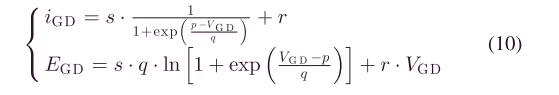 i_GD = s · 1 / (1+exp((p−V_GD)/q)) + r
E_GD = s · q · ln[1 + exp((V_GD−p)/q)] + r · V_GD (10)